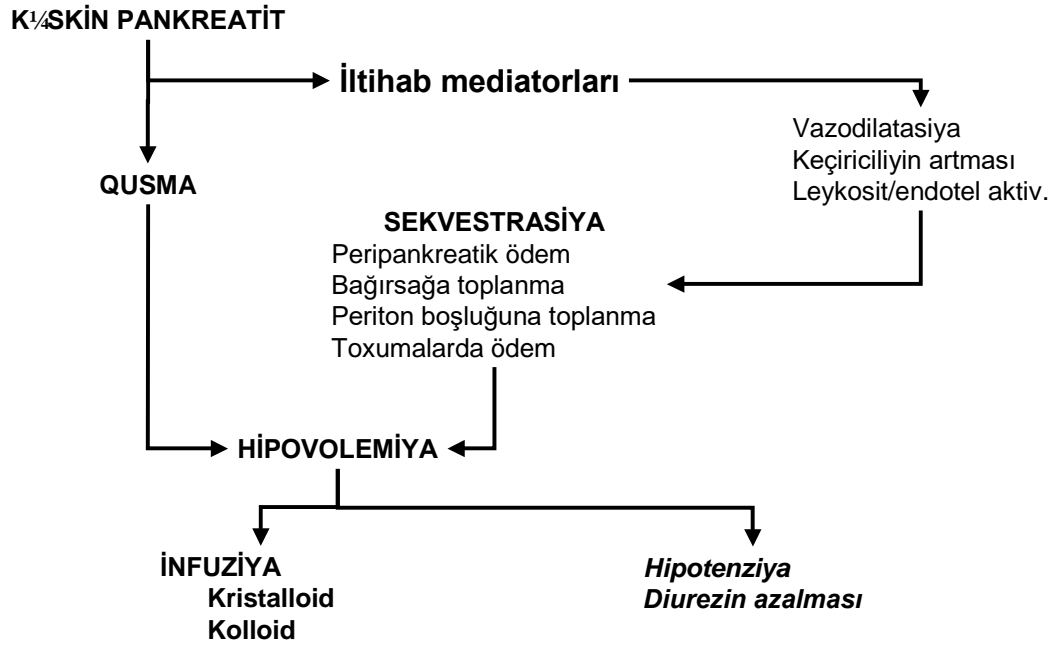 K¼SKİN PANKREATİT
İltihab mediatorları
Vazodilatasiya
Keçiriciliyin artması
Leykosit/endotel aktiv.
QUSMA
SEKVESTRASİYA
Peripankreatik ödem
Bağırsağa toplanma
Periton boşluğuna toplanma
Toxumalarda ödem
HİPOVOLEMİYA
İNFUZİYA
Kristalloid
Kolloid
Hipotenziya
Diurezin azalması